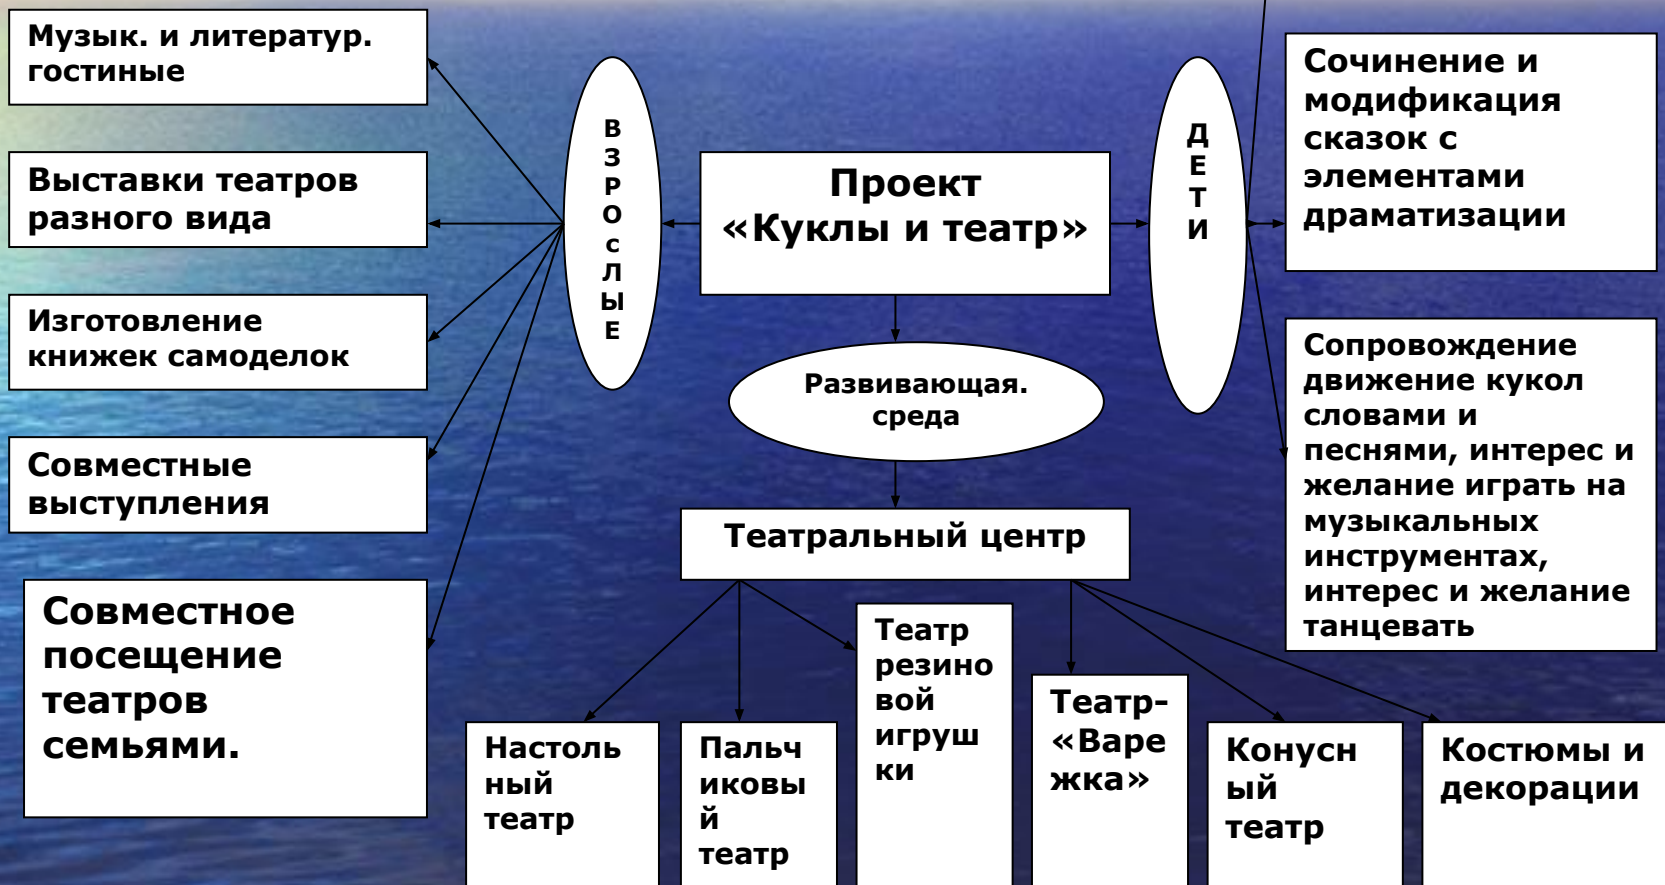 Музык. и литератур.
гостиные
Выставки театров
разного вида
Изготовление
книжек самоделок
Совместные
выступления
Совместное
посещение
театров
семьями.
В
З
Р
О
с
Л
Ы
Е
Проект
«Куклы и театр»
Развивающая.
среда
Театральный центр
Д
Е
Т
И
Сочинение и
модификация
сказок с
элементами
драматизации
Сопровождение
движение кукол
словами и
песнями, интерес и
желание играть на
музыкальных
инструментах,
интерес и желание
танцевать
Настоль
ный
театр
Пальч
иковы
й
театр
Театр
резино
вой
игруш
ки
Театр-
«Варе
жка»
Конусн
ый
театр
Костюмы и
декорации